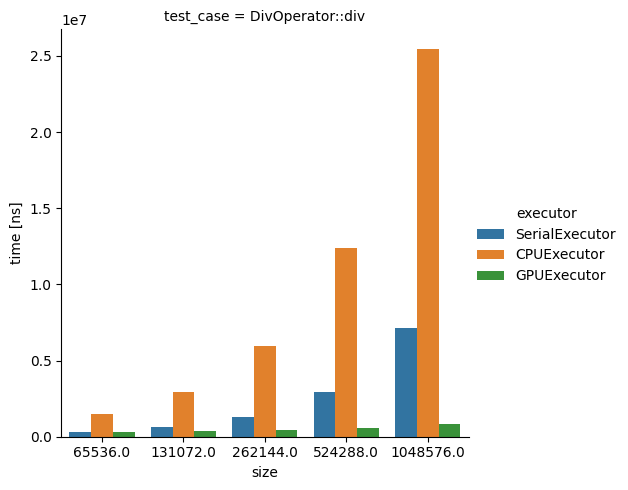 test_case = DivOperator::div
1e7
2.5
2.0
1.5
1.0
0.5
0.0
time [ns]
65536.0 131072.0 262144.0 524288.0 1048576.0
size
executor
SerialExecutor
CPUExecutor
GPUExecutor